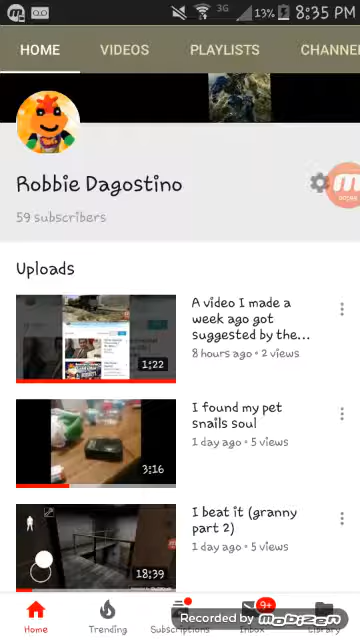 3G 13% 8:35 PM
HOME VIDEOS PLAYLISTS CHANNE
Robbie Dagostino
59 subscribers
Uploads
A video I made a
week ago got
suggested by the...
8 hours ago • 2 views
1:22
I found my pet
snails soul
1 day ago • 5 views
3:16
I beat it (granny
part 2)
1 day ago • 5 views
18:39
9+
Home Trending Subscriptions Inbox Library
Recorded by mobizen